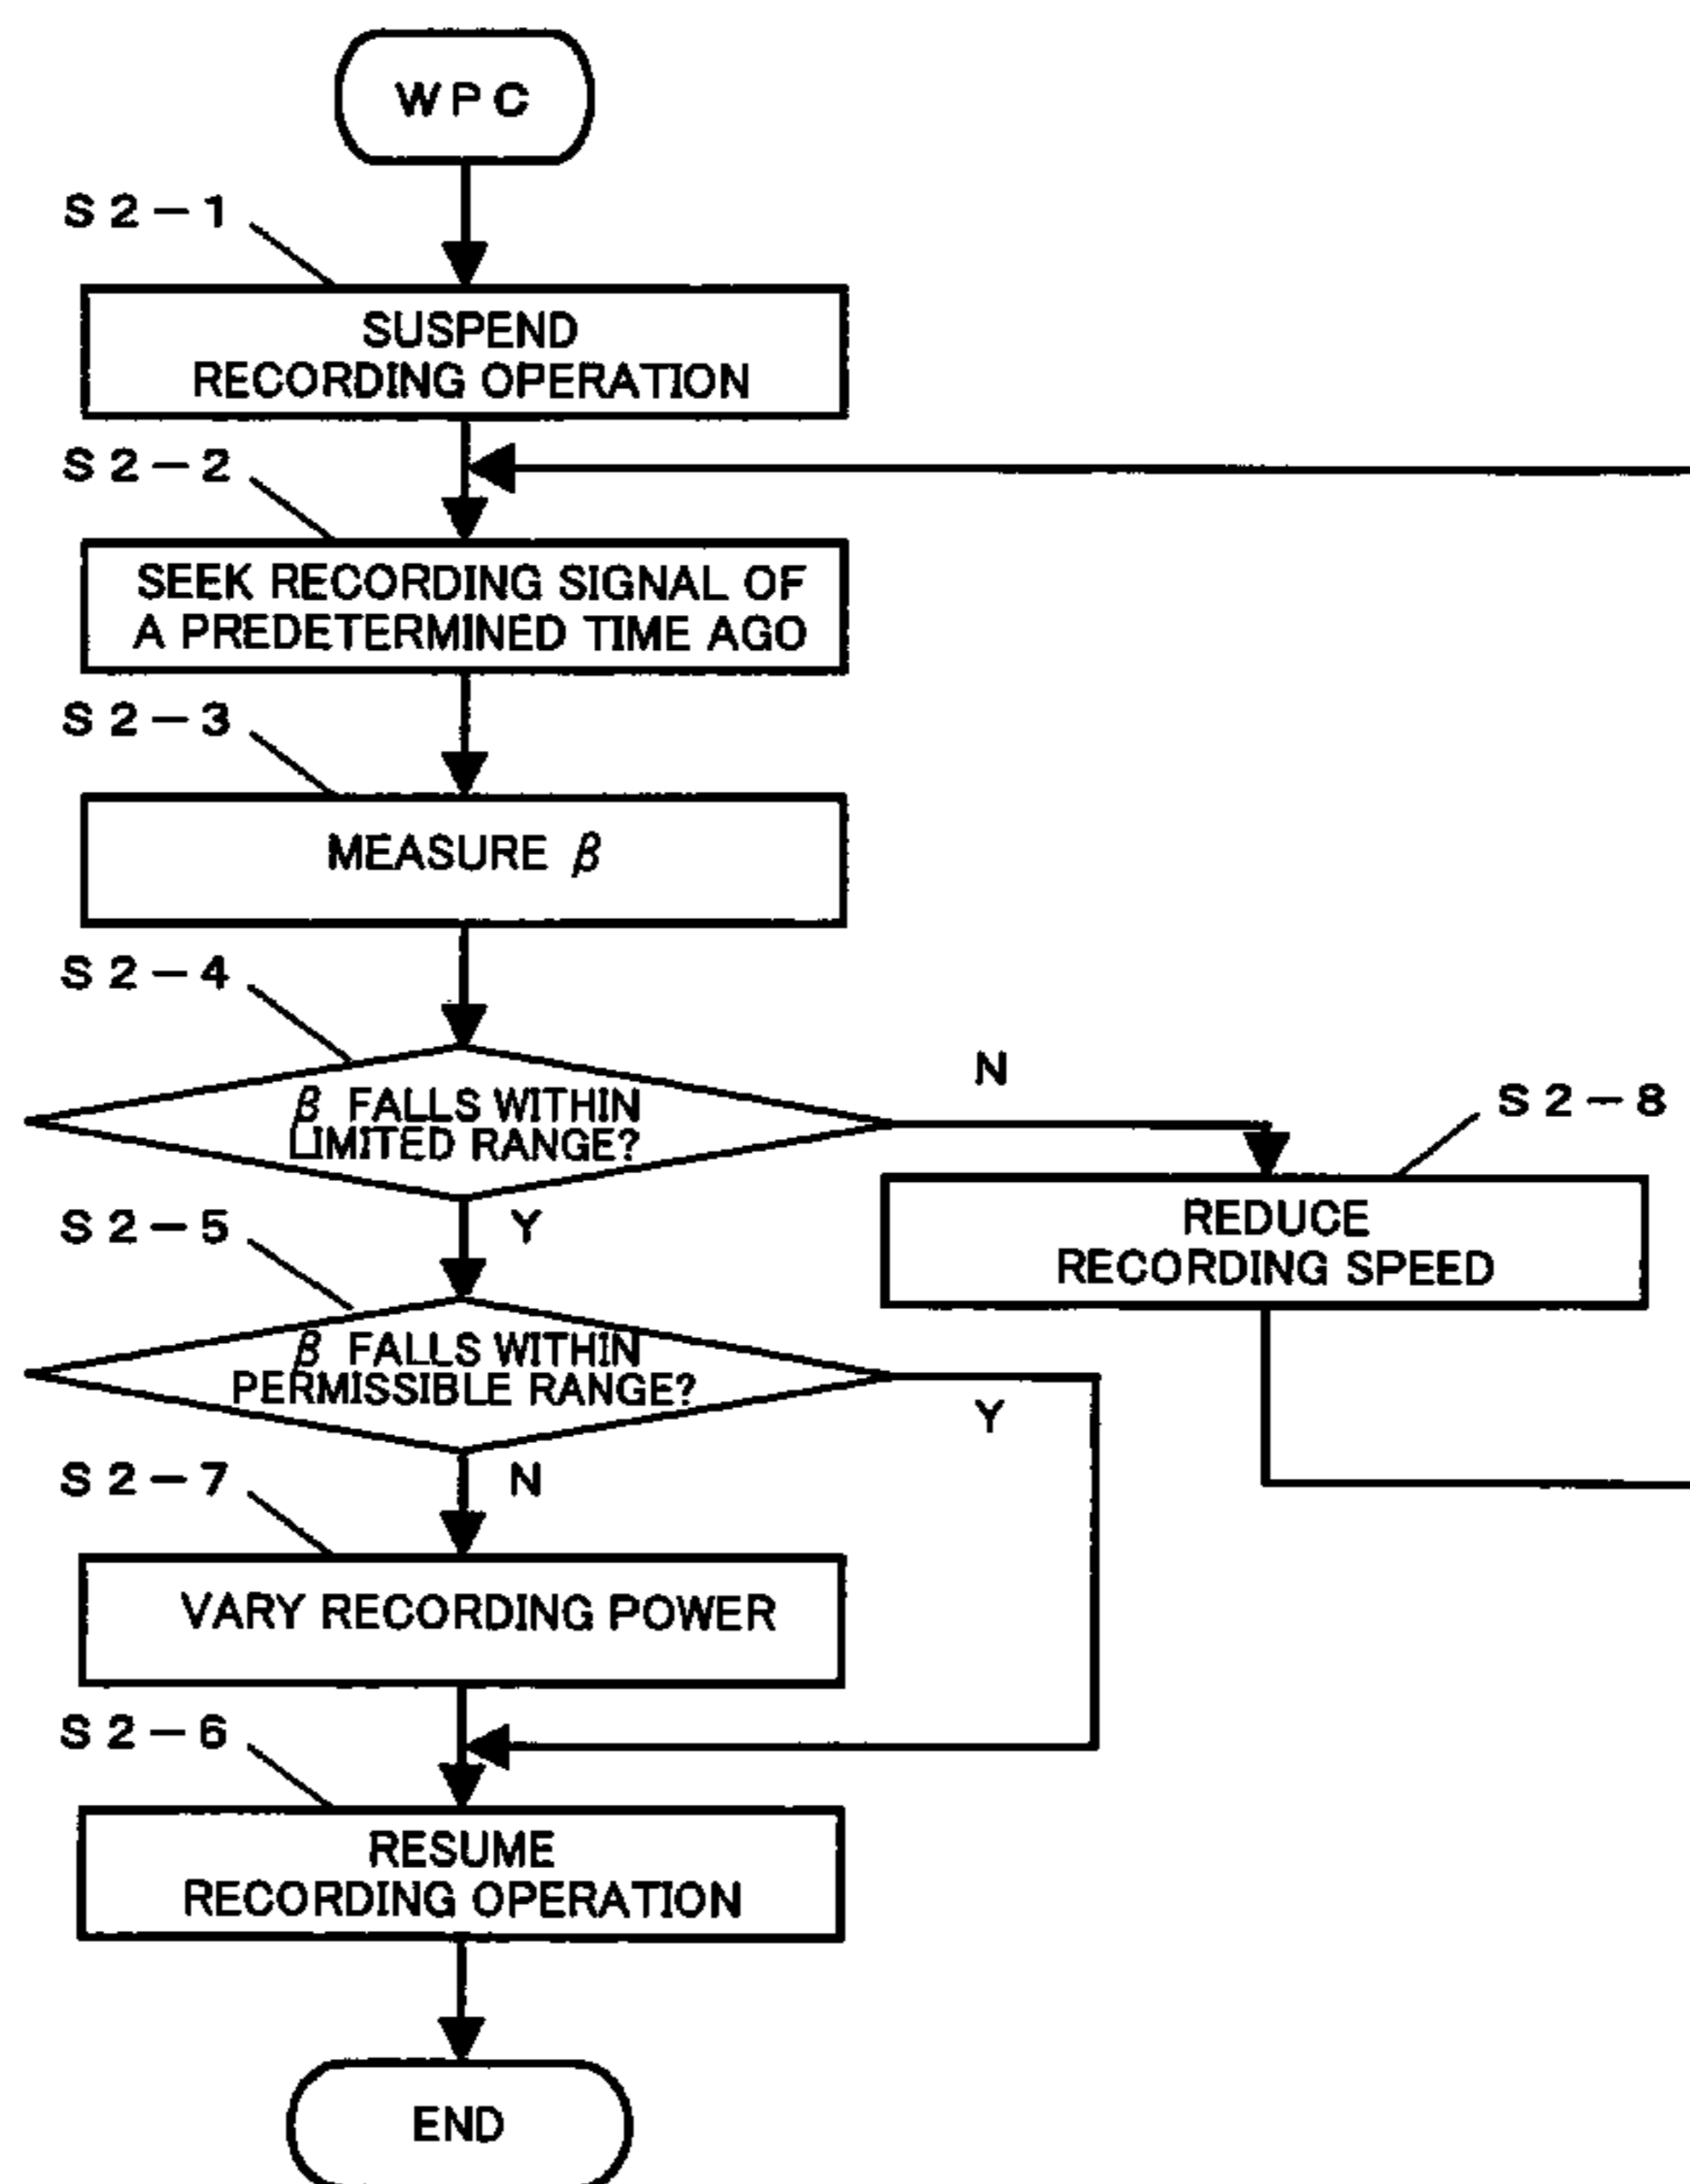 WPC
S2-1
SUSPEND
RECORDING OPERATION
S2-2
SEEK RECORDING SIGNAL OF
A PREDETERMINED TIME AGO
S2-3
MEASURE β
S2-4
β FALLS WITHIN
LIMITED RANGE?
N
Y
S2-8
REDUCE
RECORDING SPEED
S2-5
β FALLS WITHIN
PERMISSIBLE RANGE?
Y
N
S2-7
VARY RECORDING POWER
S2-6
RESUME
RECORDING OPERATION
END